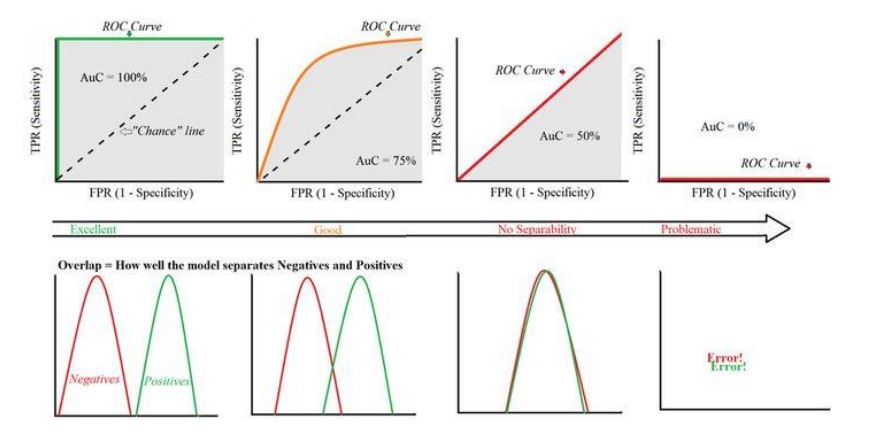 ROC Curve
AuC = 100%
"Chance" line
TPR (Sensitivity)
FPR (1 - Specificity)
ROC Curve
AuC = 75%
TPR (Sensitivity)
FPR (1 - Specificity)
ROC Curve
AuC = 50%
TPR (Sensitivity)
FPR (1 - Specificity)
AuC = 0%
ROC Curve
TPR (Sensitivity)
FPR (1 - Specificity)
Excellent
Good
No Separability
Problematic
Overlap = How well the model separates Negatives and Positives
Negatives
Positives
Error!
Error!